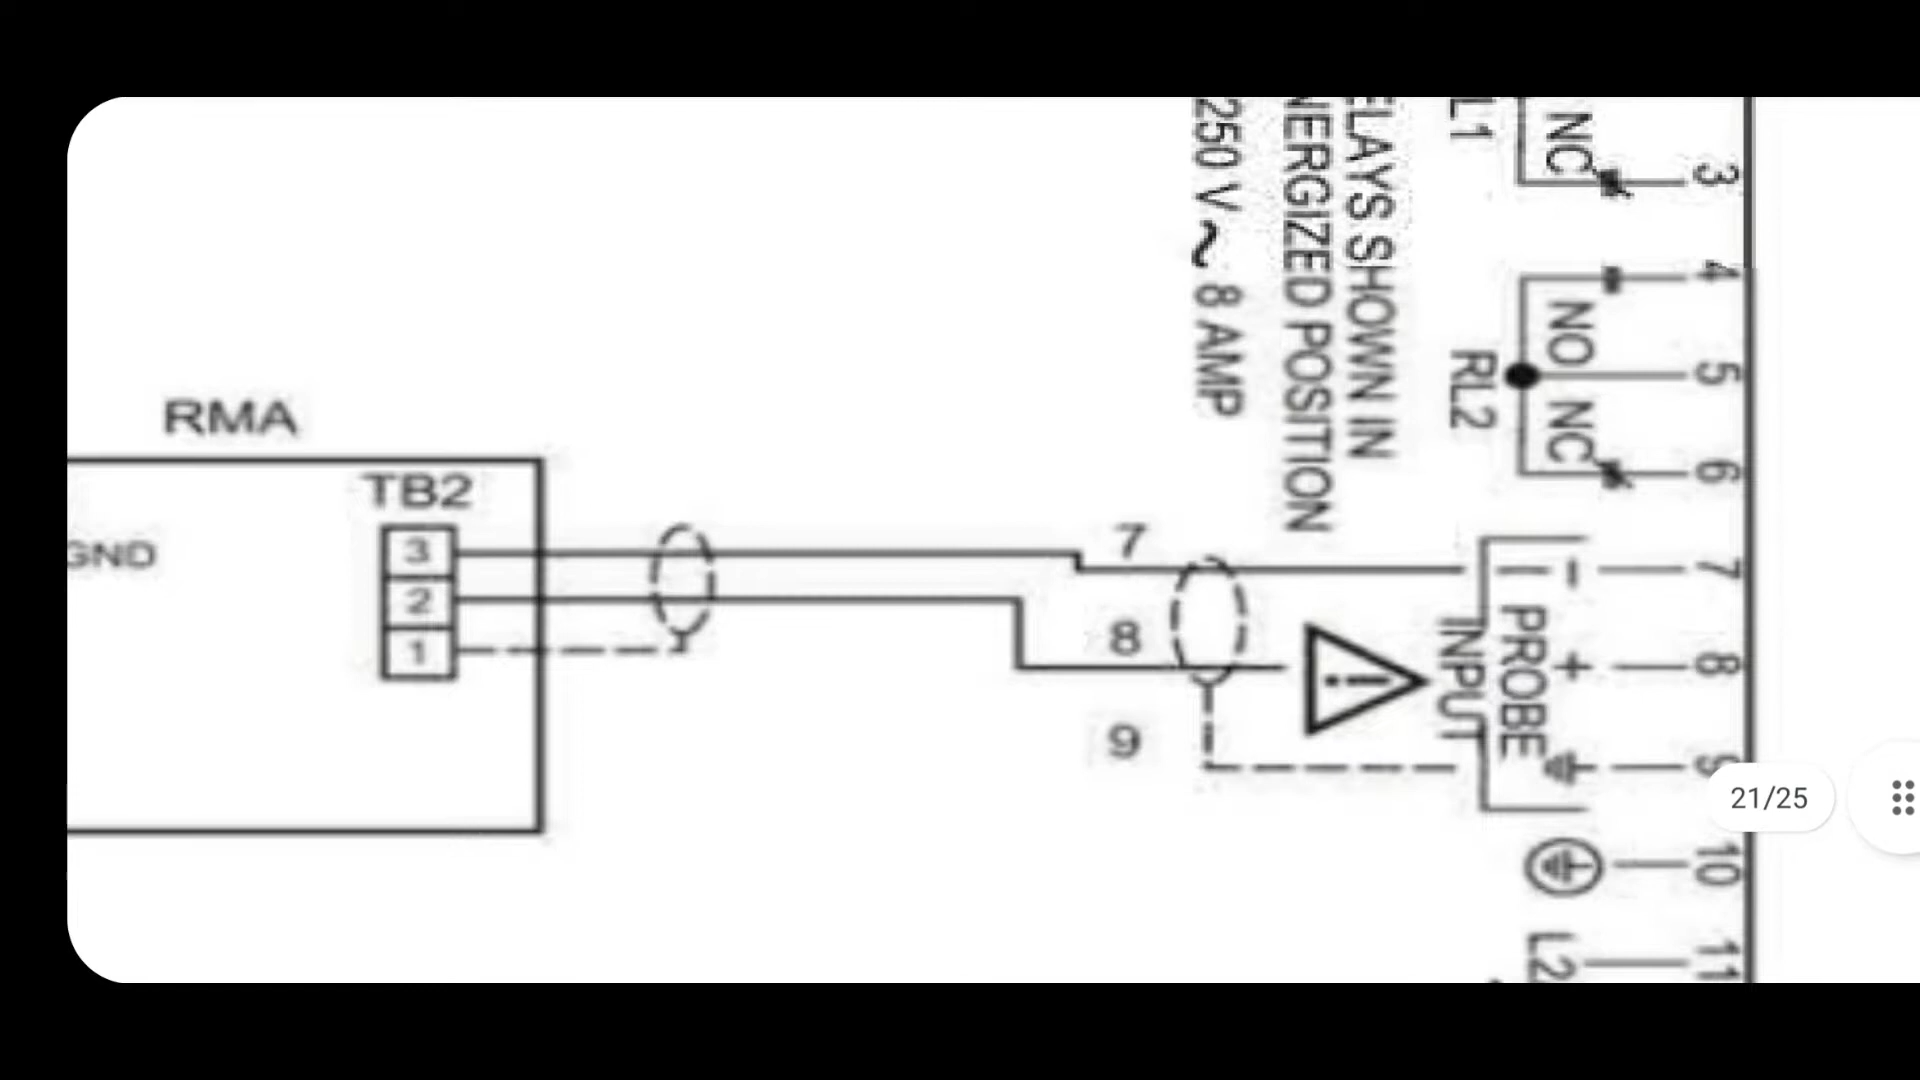 RMA
TB2
GND
3
2
1
7
8
9
250 V ~ 8 AMP
NERGIZED POSITION
ELAYS SHOWN IN
L1
NC
3
4
NO
5
RL2
NC
6
7
PROBE
INPUT
-
+
8
9
10
L2
11
21/25